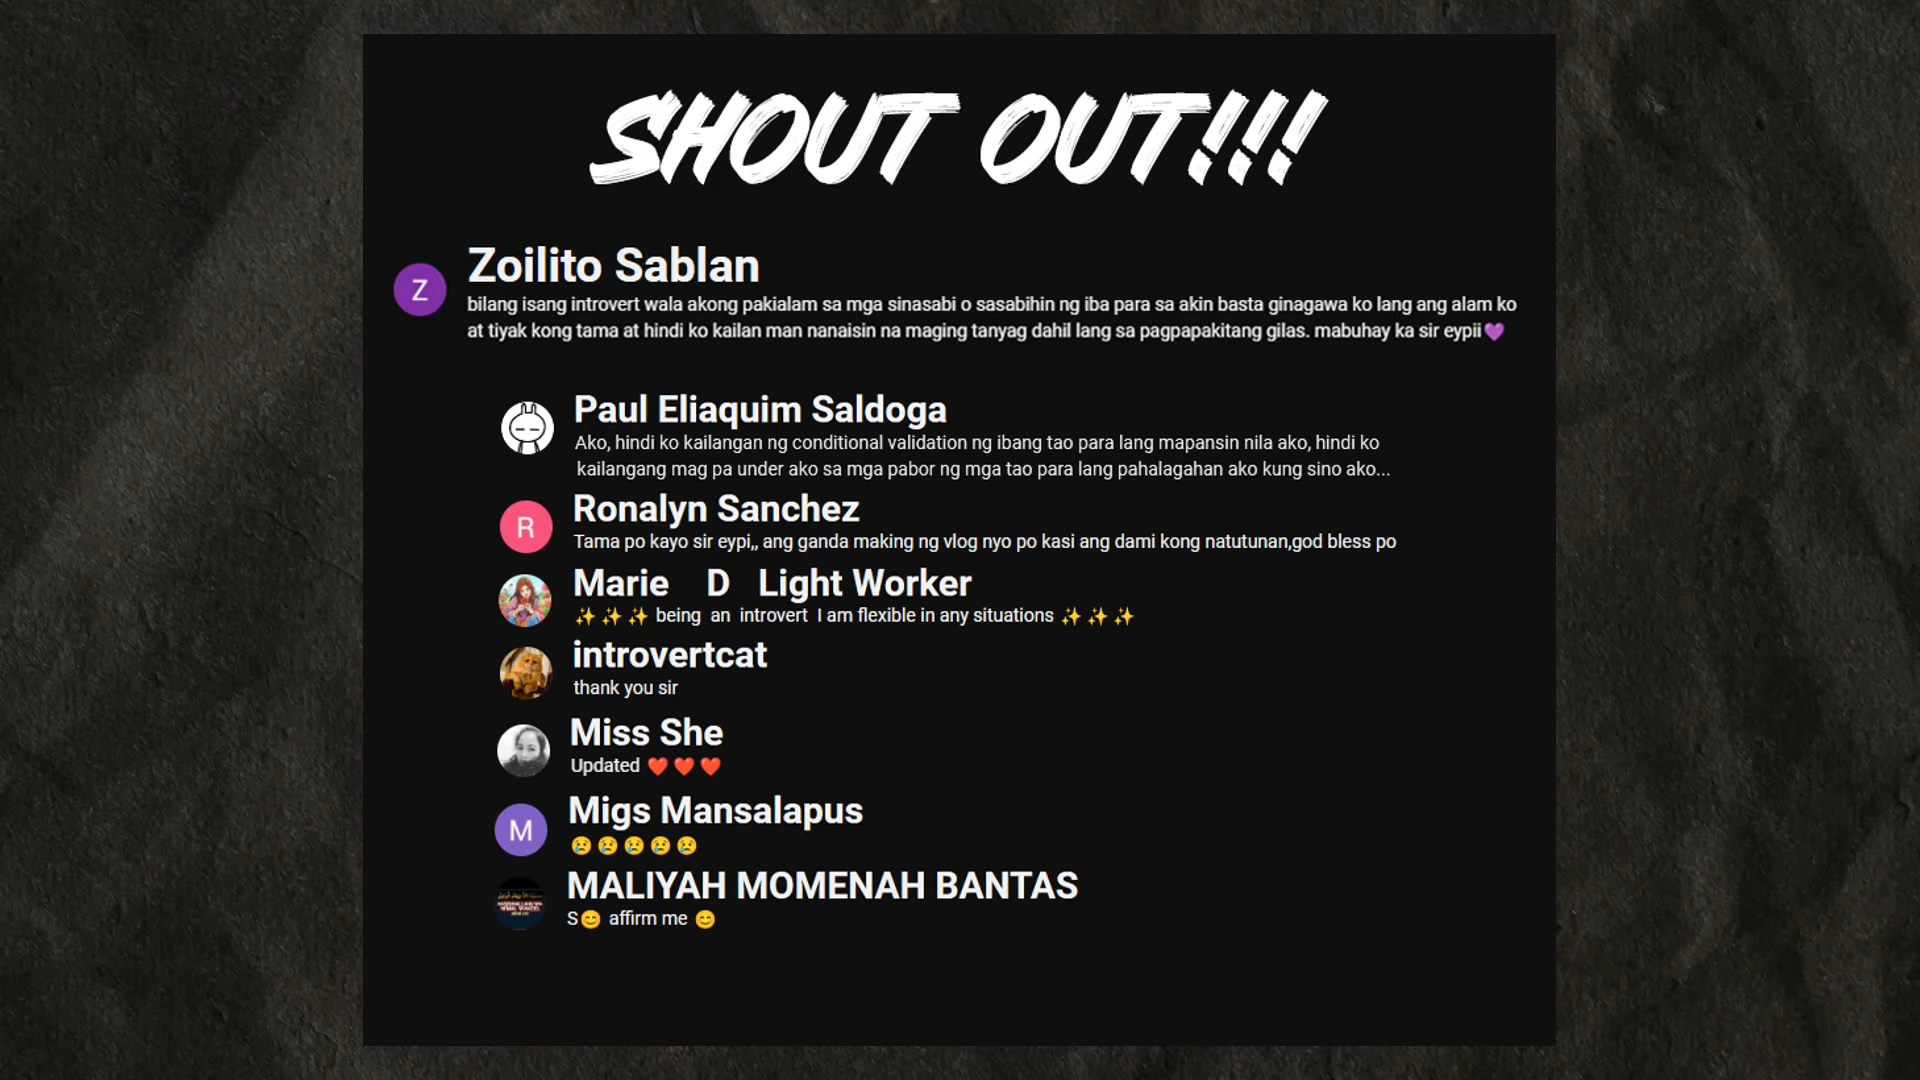 SHOUT OUT!!!
Z
Zoilito Sablan
bilang isang introvert wala akong pakialam sa mga sinasabi o sasabihin ng iba para sa akin basta ginagawa ko lang ang alam ko
at tiyak kong tama at hindi ko kailan man nanaisin na maging tanyag dahil lang sa pagpapakitang gilas. mabuhay ka sir eypii💜
Paul Eliaquim Saldoga
Ako, hindi ko kailangan ng conditional validation ng ibang tao para lang mapansin nila ako, hindi ko
kailangang mag pa under ako sa mga pabor ng mga tao para lang pahalagahan ako kung sino ako...
R
Ronalyn Sanchez
Tama po kayo sir eypi,, ang ganda making ng vlog nyo po kasi ang dami kong natutunan,god bless po
Marie D Light Worker
✨ ✨ ✨ being an introvert I am flexible in any situations ✨ ✨ ✨
introvertcat
thank you sir
Miss She
Updated ❤️ ❤️ ❤️
M
Migs Mansalapus
😢 😢 😢 😢 😢
MALIYAH MOMENAH BANTAS
S😊 affirm me 😊